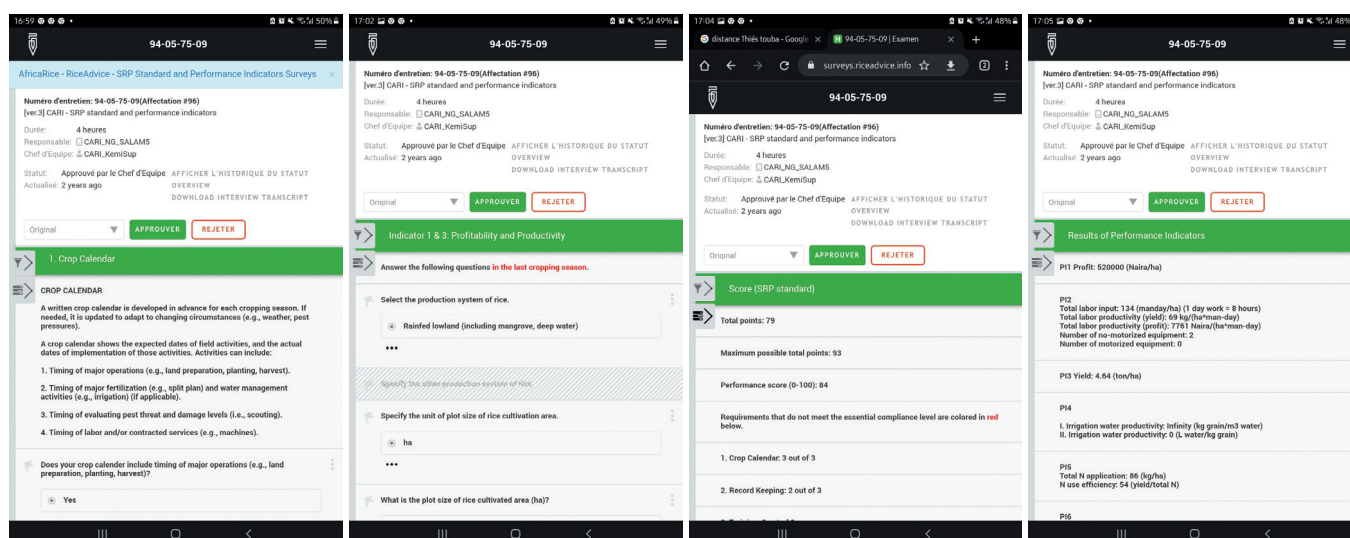 16:59
50%
94-05-75-09
AfricaRice - RiceAdvice - SRP Standard and Performance Indicators Surveys ×
Numéro d'entretien: 94-05-75-09(Affectation #96)
[ver.3] CARI - SRP standard and performance indicators
Durée: 4 heures
Responsable: CARI_NG_SALAM5
Chef d'Equipe: CARI_KemiSup
Statut: Approuvé par le Chef d'Equipe AFFICHER L'HISTORIQUE DU STATUT
Actualisé: 2 years ago OVERVIEW
DOWNLOAD INTERVIEW TRANSCRIPT
Original APPROUVER REJETER
1. Crop Calendar
CROP CALENDAR
A written crop calendar is developed in advance for each cropping season. If
needed, it is updated to adapt to changing circumstances (e.g., weather, pest
pressures).
A crop calendar shows the expected dates of field activities, and the actual
dates of implementation of those activities. Activities can include:
1. Timing of major operations (e.g., land preparation, planting, harvest).
2. Timing of major fertilization (e.g., split plan) and water management
activities (e.g., irrigation) (if applicable).
3. Timing of evaluating pest threat and damage levels (i.e., scouting).
4. Timing of labor and/or contracted services (e.g., machines).
Does your crop calender include timing of major operations (e.g., land
preparation, planting, harvest)?
Yes
17:02
49%
94-05-75-09
Numéro d'entretien: 94-05-75-09(Affectation #96)
[ver.3] CARI - SRP standard and performance indicators
Durée: 4 heures
Responsable: CARI_NG_SALAM5
Chef d'Equipe: CARI_KemiSup
Statut: Approuvé par le Chef d'Equipe AFFICHER L'HISTORIQUE DU STATUT
Actualisé: 2 years ago OVERVIEW
DOWNLOAD INTERVIEW TRANSCRIPT
Original APPROUVER REJETER
Indicator 1 & 3: Profitability and Productivity
Answer the following questions in the last cropping season.
Select the production system of rice.
Rainfed lowland (including mangrove, deep water)
Specify the other production system of rice.
Specify the unit of plot size of rice cultivation area.
ha
What is the plot size of rice cultivated area (ha)?
17:04
48%
distance Thiès touba - Google × 94-05-75-09 | Examen × +
surveys.riceadvice.info 2
94-05-75-09
Numéro d'entretien: 94-05-75-09(Affectation #96)
[ver.3] CARI - SRP standard and performance indicators
Durée: 4 heures
Responsable: CARI_NG_SALAM5
Chef d'Equipe: CARI_KemiSup
Statut: Approuvé par le Chef d'Equipe AFFICHER L'HISTORIQUE DU STATUT
Actualisé: 2 years ago OVERVIEW
DOWNLOAD INTERVIEW TRANSCRIPT
Original APPROUVER REJETER
Score (SRP standard)
Total points: 79
Maximum possible total points: 93
Performance score (0-100): 84
Requirements that do not meet the essential compliance level are colored in red
below.
1. Crop Calendar: 3 out of 3
2. Record Keeping: 2 out of 3
17:05
48%
94-05-75-09
Numéro d'entretien: 94-05-75-09(Affectation #96)
[ver.3] CARI - SRP standard and performance indicators
Durée: 4 heures
Responsable: CARI_NG_SALAM5
Chef d'Equipe: CARI_KemiSup
Statut: Approuvé par le Chef d'Equipe AFFICHER L'HISTORIQUE DU STATUT
Actualisé: 2 years ago OVERVIEW
DOWNLOAD INTERVIEW TRANSCRIPT
Original APPROUVER REJETER
Results of Performance Indicators
PI1 Profit: 520000 (Naira/ha)
PI2
Total labor input: 134 (manday/ha) (1 day work = 8 hours)
Total labor productivity (yield): 69 kg/(ha*man-day)
Total labor productivity (profit): 7761 Naira/(ha*man-day)
Number of no-motorized equipment: 2
Number of motorized equipment: 0
PI3 Yield: 4.64 (ton/ha)
PI4
I. Irrigation water productivity: Infinity (kg grain/m3 water)
II. Irrigation water productivity: 0 (L water/kg grain)
PI5
Total N application: 86 (kg/ha)
N use efficiency: 54 (yield/total N)
PI6